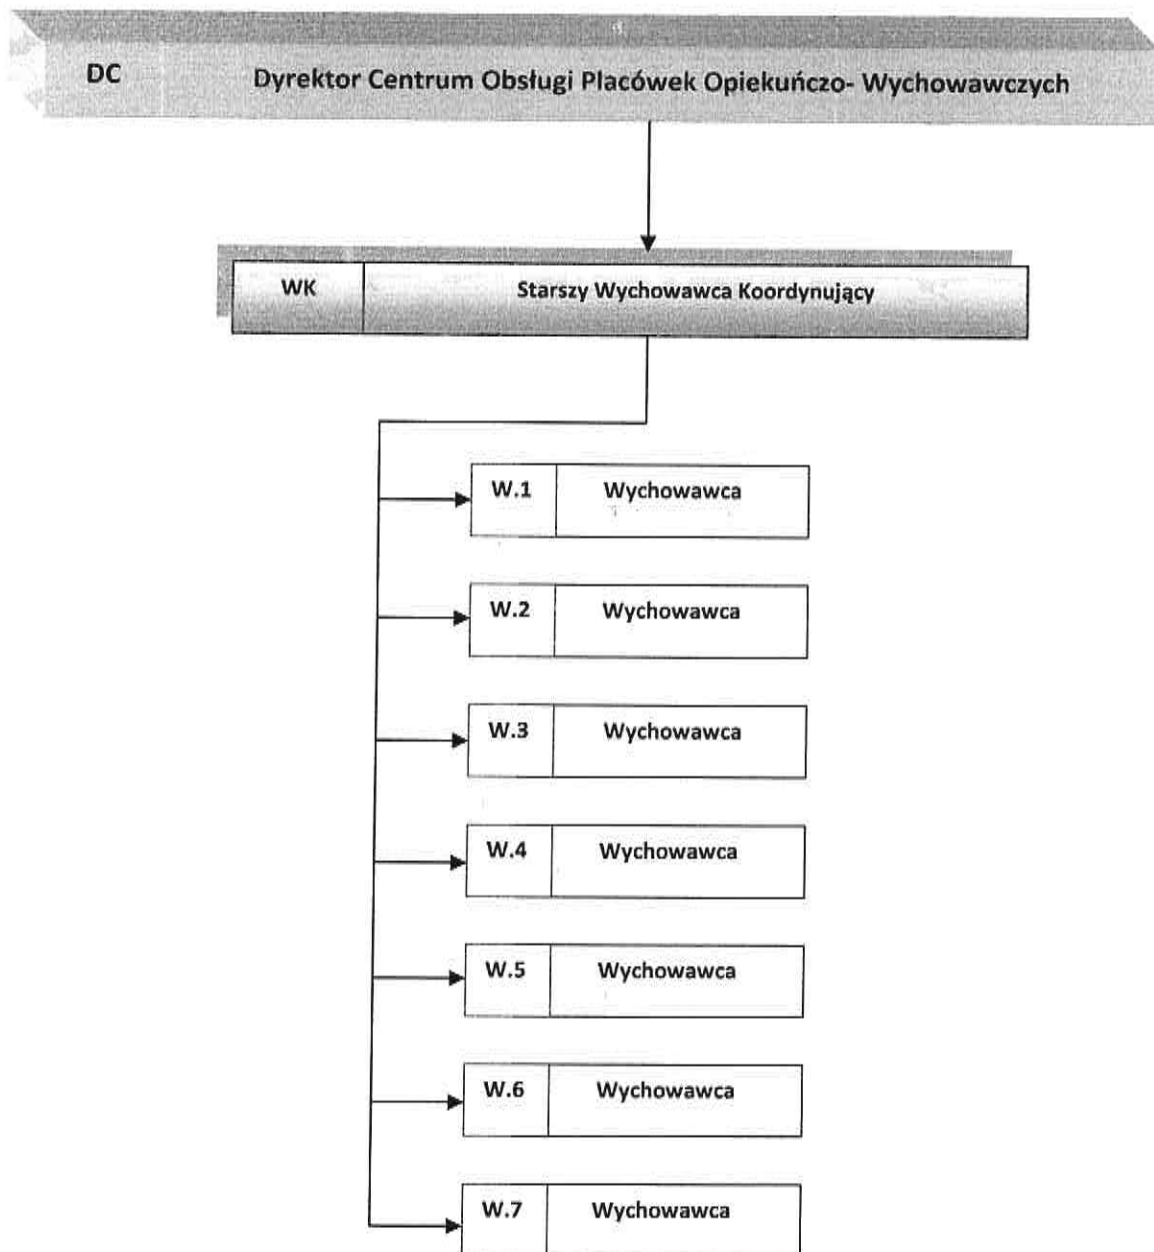 DC Dyrektor Centrum Obsługi Placówek Opiekuńczo- Wychowawczych
WK Starszy Wychowawca Koordynujący
W.1 Wychowawca
W.2 Wychowawca
W.3 Wychowawca
W.4 Wychowawca
W.5 Wychowawca
W.6 Wychowawca
W.7 Wychowawca